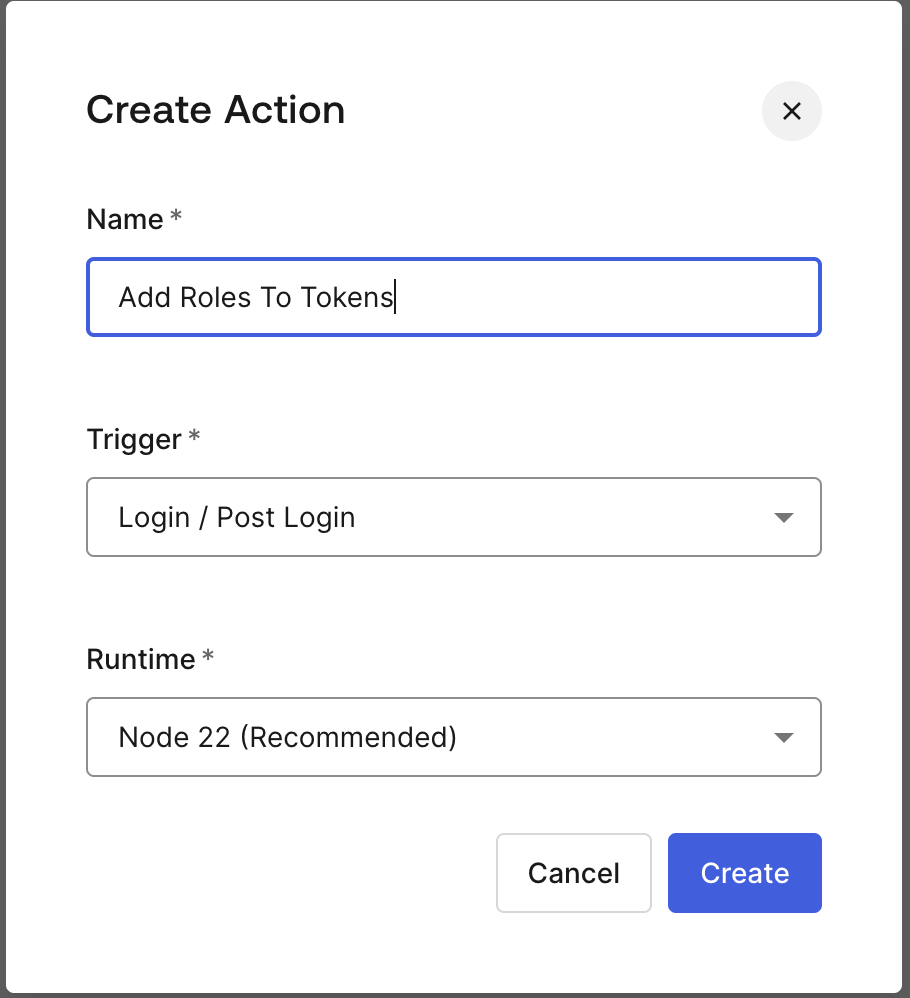 Create Action
Name *
Add Roles To Tokens
Trigger *
Login / Post Login
Runtime *
Node 22 (Recommended)
Cancel
Create